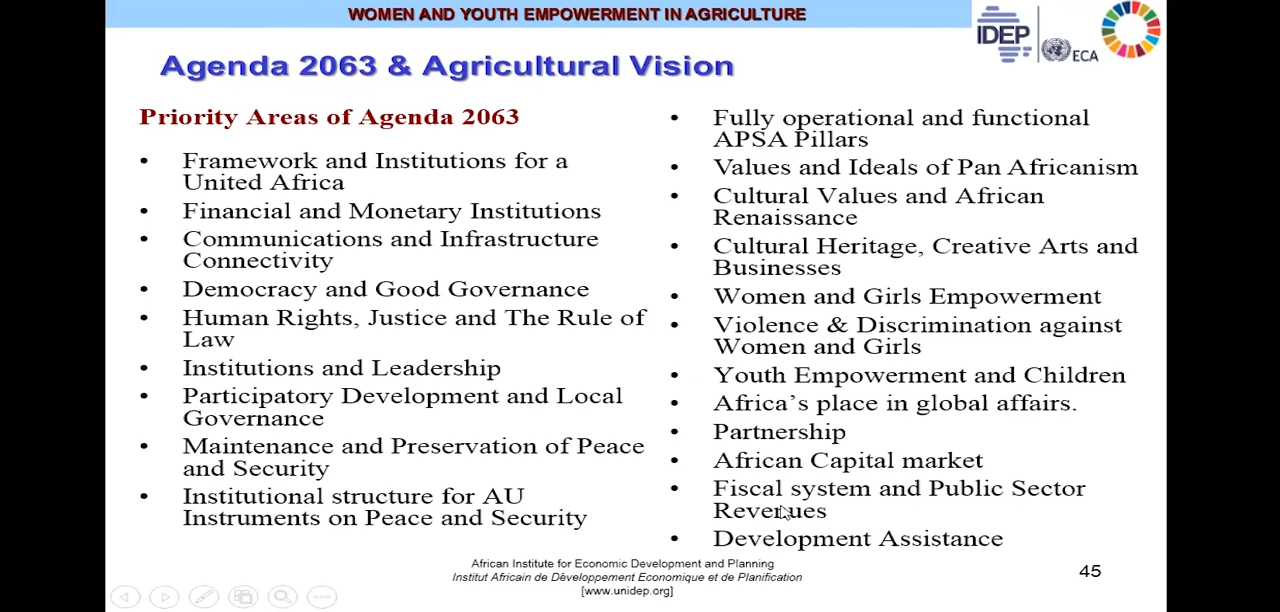 WOMEN AND YOUTH EMPOWERMENT IN AGRICULTURE
IDEP
ECA
Agenda 2063 & Agricultural Vision
Priority Areas of Agenda 2063
• Framework and Institutions for a
United Africa
• Financial and Monetary Institutions
• Communications and Infrastructure
Connectivity
• Democracy and Good Governance
• Human Rights, Justice and The Rule of
Law
• Institutions and Leadership
• Participatory Development and Local
Governance
• Maintenance and Preservation of Peace
and Security
• Institutional structure for AU
Instruments on Peace and Security
• Fully operational and functional
APSA Pillars
• Values and Ideals of Pan Africanism
• Cultural Values and African
Renaissance
• Cultural Heritage, Creative Arts and
Businesses
• Women and Girls Empowerment
• Violence & Discrimination against
Women and Girls
• Youth Empowerment and Children
• Africa's place in global affairs.
• Partnership
• African Capital market
• Fiscal system and Public Sector
Revenues
• Development Assistance
African Institute for Economic Development and Planning
Institut Africain de Développement Economique et de Planification
[www.unidep.org]
45